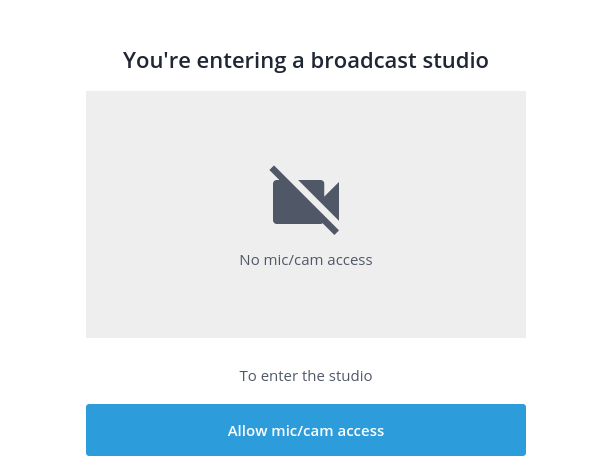 You're entering a broadcast studio
No mic/cam access
To enter the studio
Allow mic/cam access